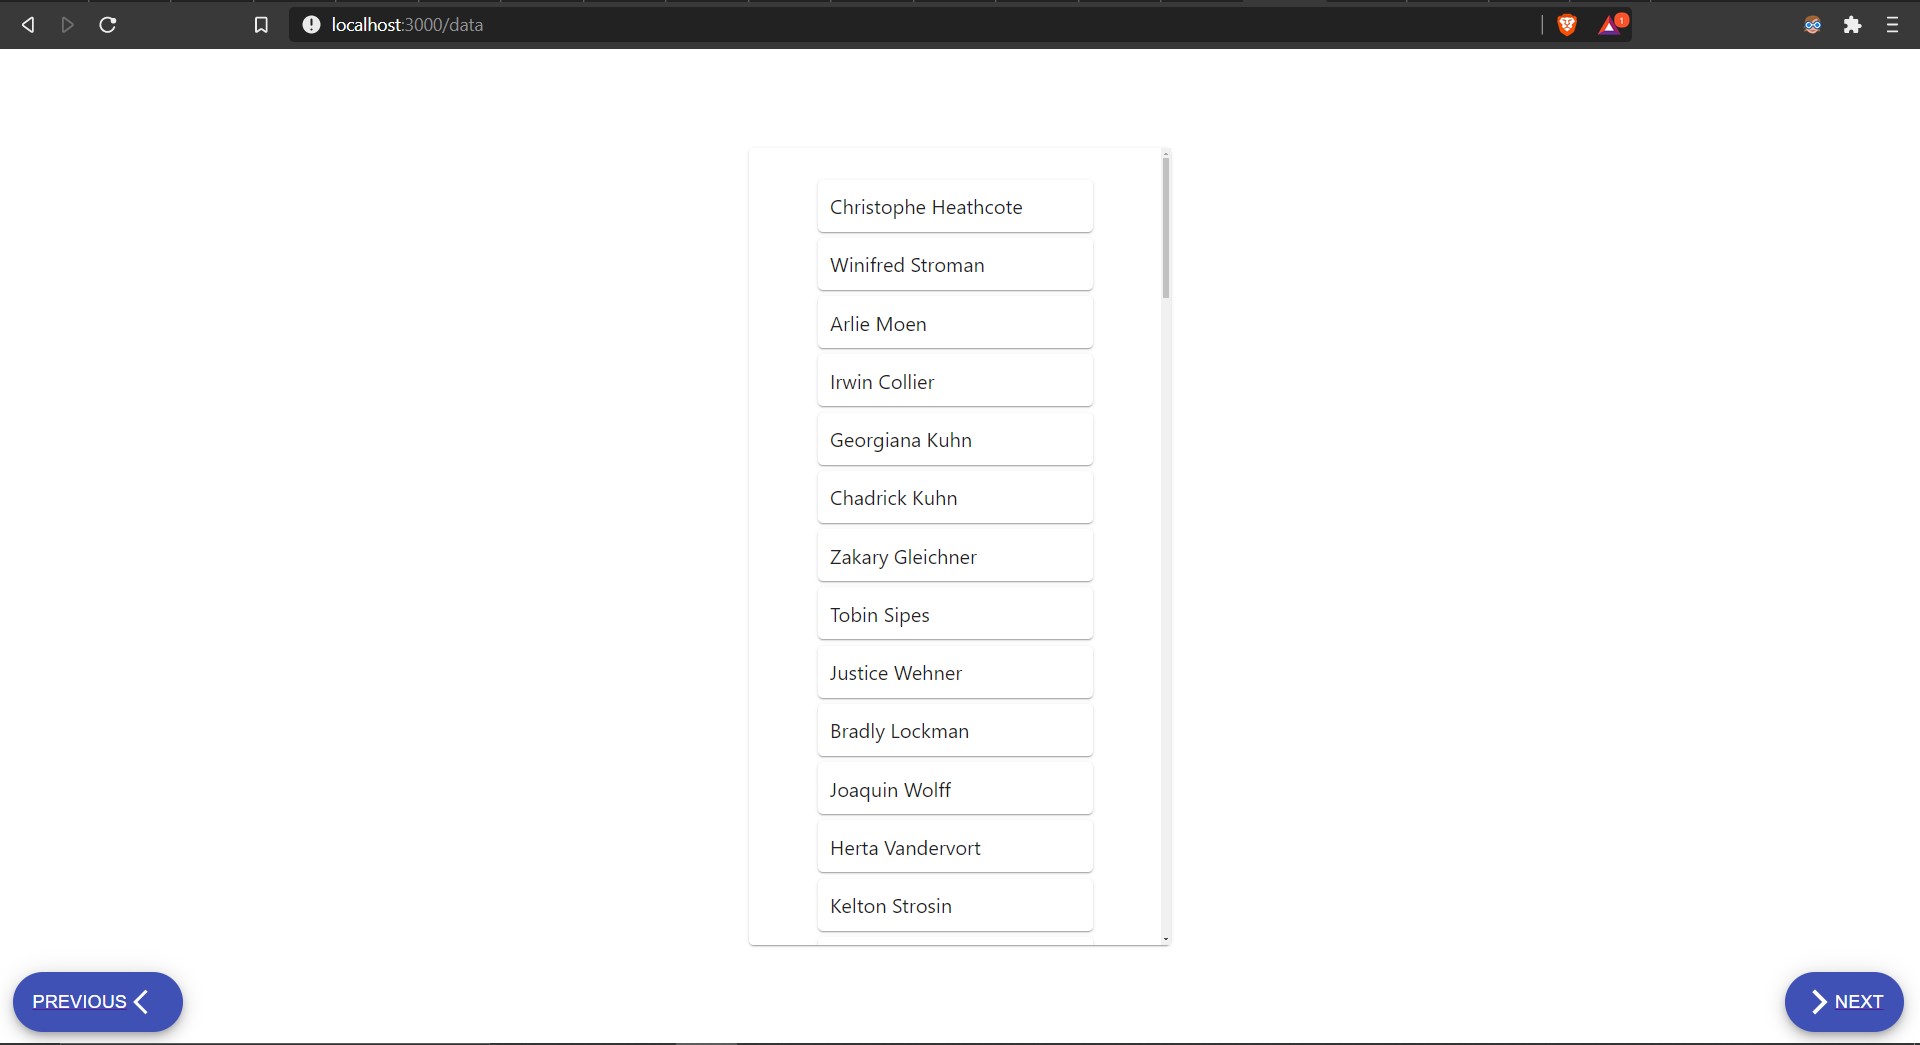 localhost:3000/data
1
Christophe Heathcote
Winifred Stroman
Arlie Moen
Irwin Collier
Georgiana Kuhn
Chadrick Kuhn
Zakary Gleichner
Tobin Sipes
Justice Wehner
Bradly Lockman
Joaquin Wolff
Herta Vandervort
Kelton Strosin
PREVIOUS
NEXT